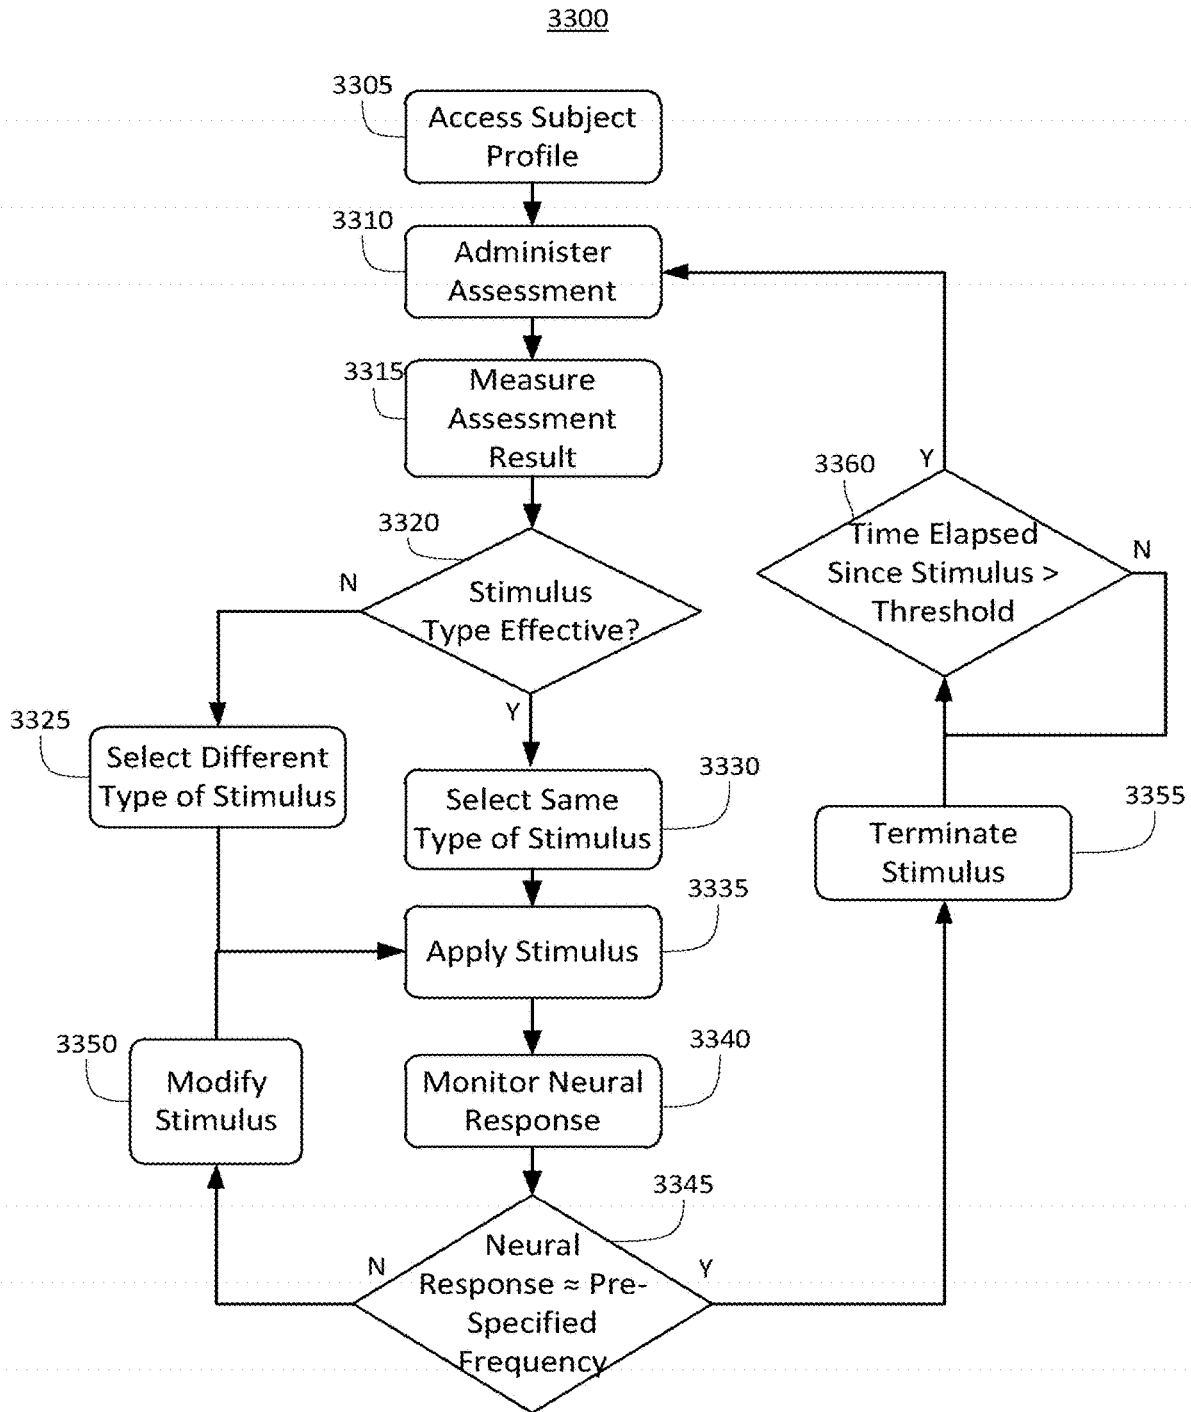 3300
3305
Access Subject
Profile
3310
Administer
Assessment
3315
Measure
Assessment
Result
3320
N
Stimulus
Type Effective?
Y
3325
Select Different
Type of Stimulus
3330
Select Same
Type of Stimulus
3335
Apply Stimulus
3340
Monitor Neural
Response
3345
N
Neural
Response ≈ Pre-
Specified
Frequency
Y
3350
Modify
Stimulus
3355
Terminate
Stimulus
3360
Y
Time Elapsed
Since Stimulus >
Threshold
N